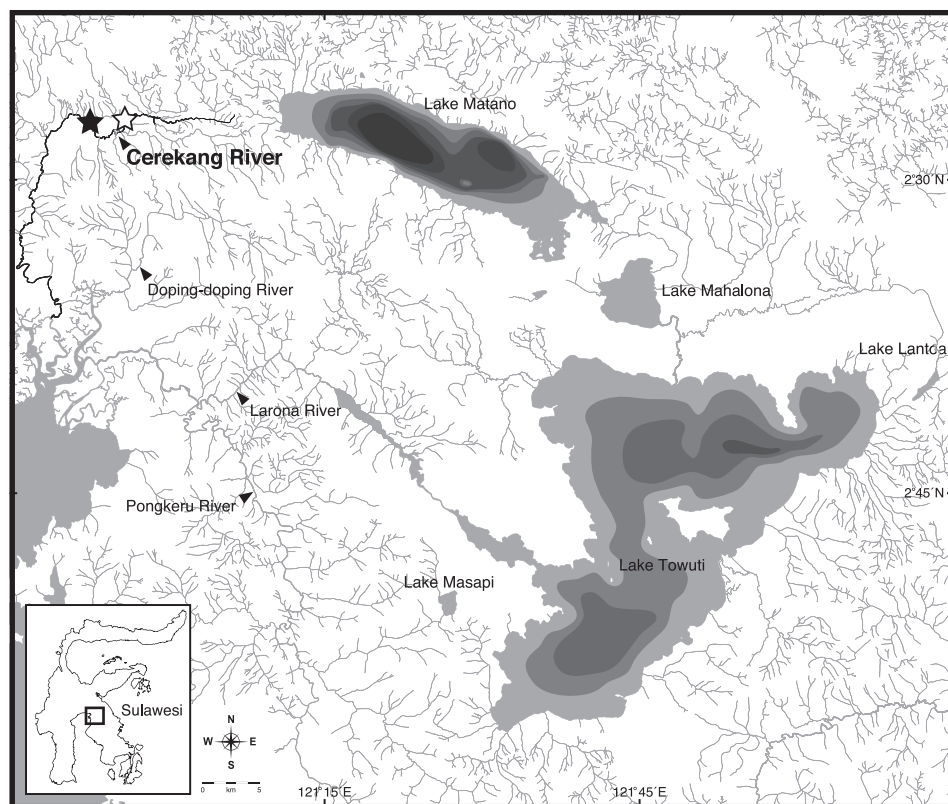 Lake Matano
Cerekang River
2°30´N
Doping-doping River
Lake Mahalona
Lake Lantoa
Larona River
2°45´N
Pongkeru River
Lake Towuti
Lake Masapi
Sulawesi
N
W E
S
0 km 5
121°15´E
121°45´E